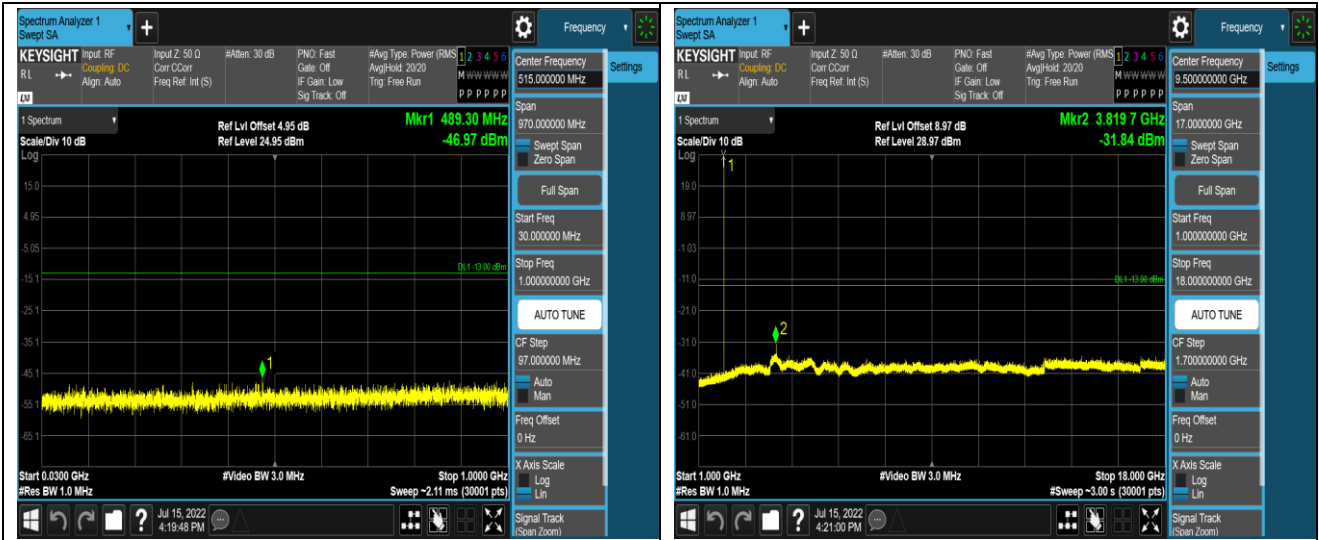 Spectrum Analyzer 1
Swept SA
+
Frequency
KEYSIGHT
Input: RF
Coupling: DC
Align: Auto
Input Z: 50 Ω
Corr CCorr
Freq Ref: Int (S)
#Atten: 30 dB
PNO: Fast
Gate: Off
IF Gain: Low
Sig Track: Off
#Avg Type: Power (RMS
Avg|Hold: 20/20
Trig: Free Run
1 2 3 4 5 6
M W W W W W
P P P P P P
RL
LXI
1 Spectrum
Scale/Div 10 dB
Log
Ref Lvl Offset 4.95 dB
Ref Level 24.95 dBm
Mkr1 489.30 MHz
-46.97 dBm
15.0
4.95
-5.05
-15.1
-25.1
-35.1
-45.1
-55.1
-65.1
DL1 -13.00 dBm
1
Start 0.0300 GHz
#Res BW 1.0 MHz
#Video BW 3.0 MHz
Stop 1.0000 GHz
Sweep ~2.11 ms (30001 pts)
Jul 15, 2022
4:19:48 PM
Center Frequency
515.000000 MHz
Span
970.000000 MHz
Swept Span
Zero Span
Full Span
Start Freq
30.000000 MHz
Stop Freq
1.000000000 GHz
AUTO TUNE
CF Step
97.000000 MHz
Auto
Man
Freq Offset
0 Hz
X Axis Scale
Log
Lin
Signal Track
(Span Zoom)
Settings
Spectrum Analyzer 1
Swept SA
+
Frequency
KEYSIGHT
Input: RF
Coupling: DC
Align: Auto
Input Z: 50 Ω
Corr CCorr
Freq Ref: Int (S)
#Atten: 30 dB
PNO: Fast
Gate: Off
IF Gain: Low
Sig Track: Off
#Avg Type: Power (RMS
Avg|Hold: 20/20
Trig: Free Run
1 2 3 4 5 6
M W W W W W
P P P P P P
RL
LXI
1 Spectrum
Scale/Div 10 dB
Log
Ref Lvl Offset 8.97 dB
Ref Level 28.97 dBm
Mkr2 3.819 7 GHz
-31.84 dBm
19.0
8.97
-1.03
-11.0
-21.0
-31.0
-41.0
-51.0
-61.0
DL1 -13.00 dBm
1
2
Start 1.000 GHz
#Res BW 1.0 MHz
#Video BW 3.0 MHz
Stop 18.000 GHz
#Sweep ~3.00 s (30001 pts)
Jul 15, 2022
4:21:00 PM
Center Frequency
9.500000000 GHz
Span
17.0000000 GHz
Swept Span
Zero Span
Full Span
Start Freq
1.000000000 GHz
Stop Freq
18.000000000 GHz
AUTO TUNE
CF Step
1.700000000 GHz
Auto
Man
Freq Offset
0 Hz
X Axis Scale
Log
Lin
Signal Track
(Span Zoom)
Settings